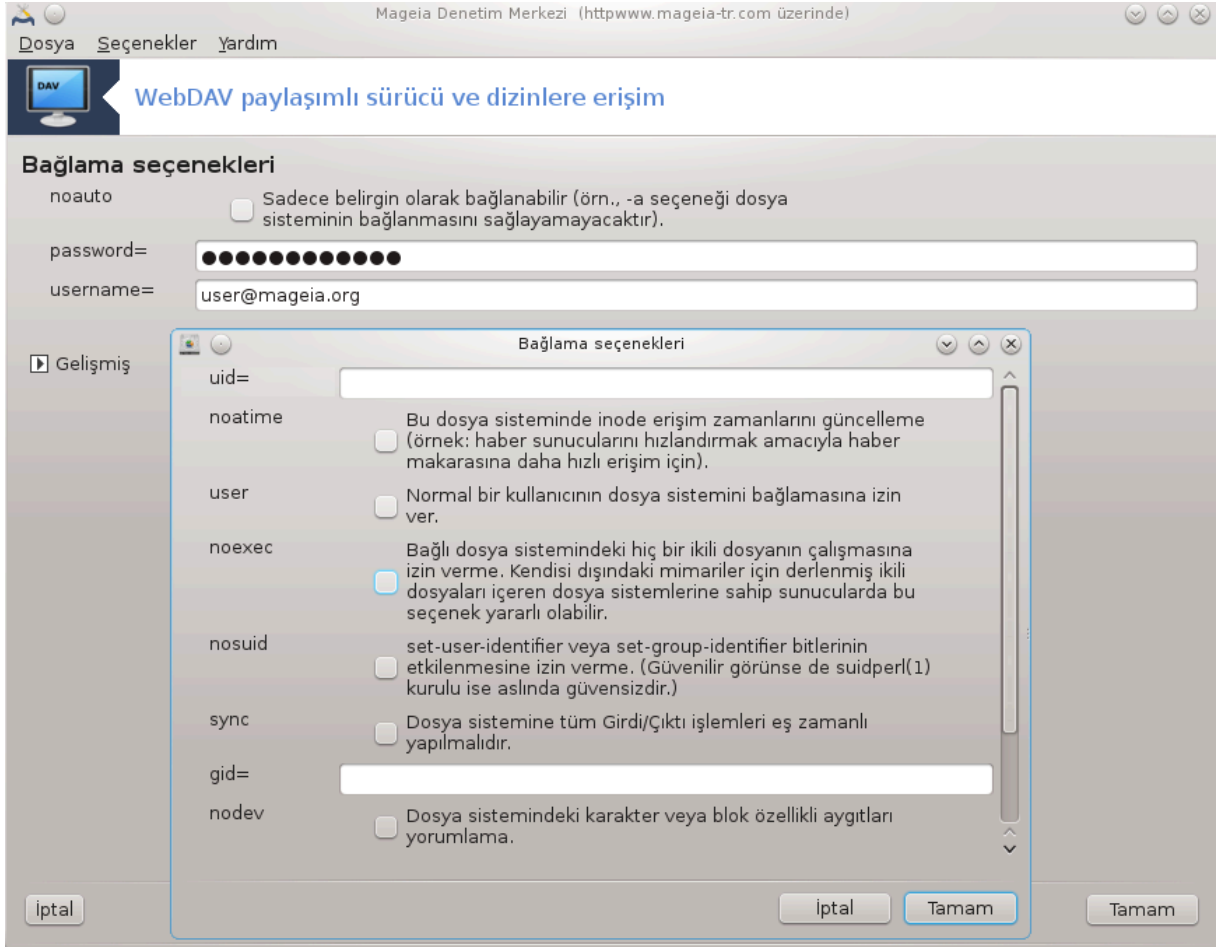 Mageia Denetim Merkezi (httpwww.mageia-tr.com üzerinde)
Dosya Seçenekler Yardım
DAV
WebDAV paylaşımlı sürücü ve dizinlere erişim
Bağlama seçenekleri
noauto
Sadece belirgin olarak bağlanabilir (örn., -a seçeneği dosya
sisteminin bağlanmasını sağlayamayacaktır).
password=
username=
user@mageia.org
Gelişmiş
Bağlama seçenekleri
uid=
noatime
Bu dosya sisteminde inode erişim zamanlarını güncelleme
(örnek: haber sunucularını hızlandırmak amacıyla haber
makarasına daha hızlı erişim için).
user
Normal bir kullanıcının dosya sistemini bağlamasına izin
ver.
noexec
Bağlı dosya sistemindeki hiç bir ikili dosyanın çalışmasına
izin verme. Kendisi dışındaki mimariler için derlenmiş ikili
dosyaları içeren dosya sistemlerine sahip sunucularda bu
seçenek yararlı olabilir.
nosuid
set-user-identifier veya set-group-identifier bitlerinin
etkilenmesine izin verme. (Güvenilir görünse de suidperl(1)
kurulu ise aslında güvensizdir.)
sync
Dosya sistemine tüm Girdi/Çıktı işlemleri eş zamanlı
yapılmalıdır.
gid=
nodev
Dosya sistemindeki karakter veya blok özellikli aygıtları
yorumlama.
İptal
Tamam
İptal
Tamam